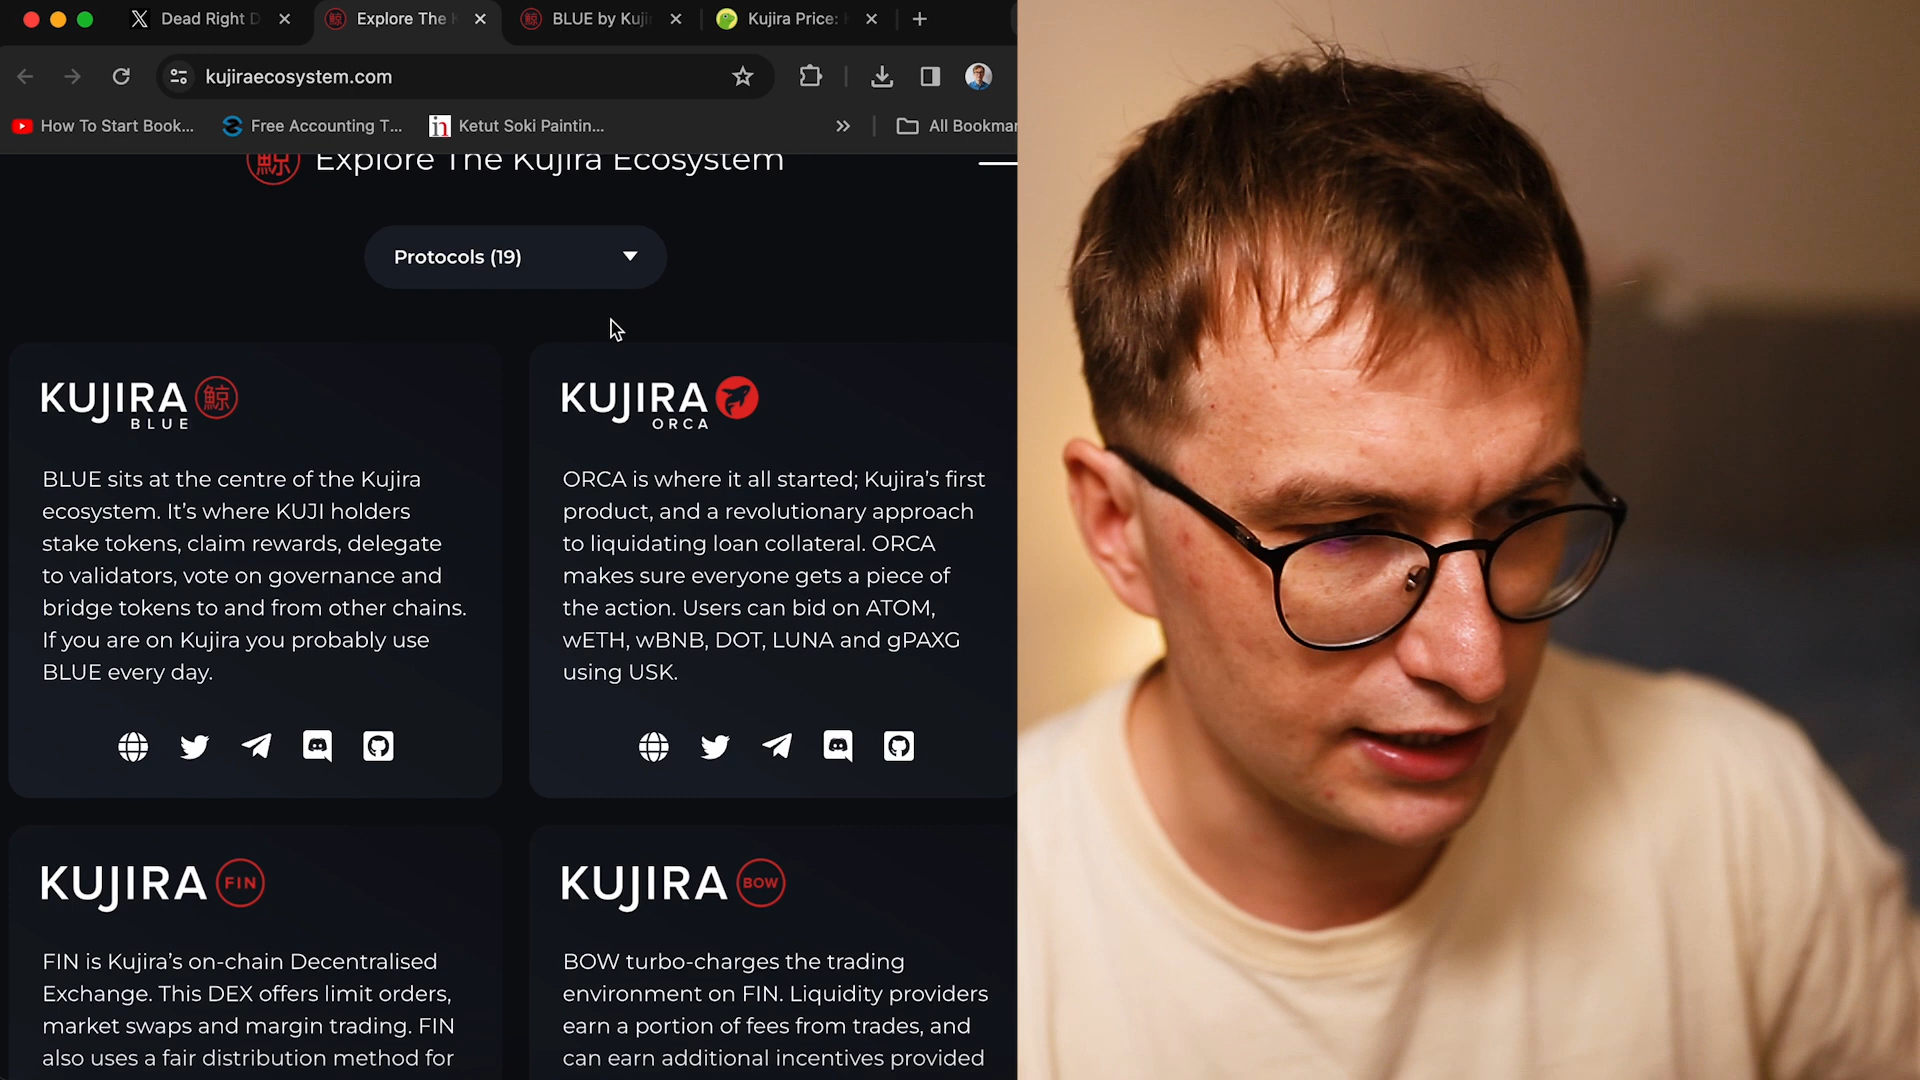 Dead Right D
Explore The K
BLUE by Kuji
Kujira Price:
kujiraecosystem.com
How To Start Book...
Free Accounting T...
in
Ketut Soki Paintin...
All Bookmar
鯨
Explore The Kujira Ecosystem
Protocols (19)
KUJIRA 鯨
BLUE
BLUE sits at the centre of the Kujira
ecosystem. It’s where KUJI holders
stake tokens, claim rewards, delegate
to validators, vote on governance and
bridge tokens to and from other chains.
If you are on Kujira you probably use
BLUE every day.
KUJIRA
ORCA
ORCA is where it all started; Kujira’s first
product, and a revolutionary approach
to liquidating loan collateral. ORCA
makes sure everyone gets a piece of
the action. Users can bid on ATOM,
wETH, wBNB, DOT, LUNA and gPAXG
using USK.
KUJIRA FIN
FIN is Kujira’s on-chain Decentralised
Exchange. This DEX offers limit orders,
market swaps and margin trading. FIN
also uses a fair distribution method for
KUJIRA BOW
BOW turbo-charges the trading
environment on FIN. Liquidity providers
earn a portion of fees from trades, and
can earn additional incentives provided